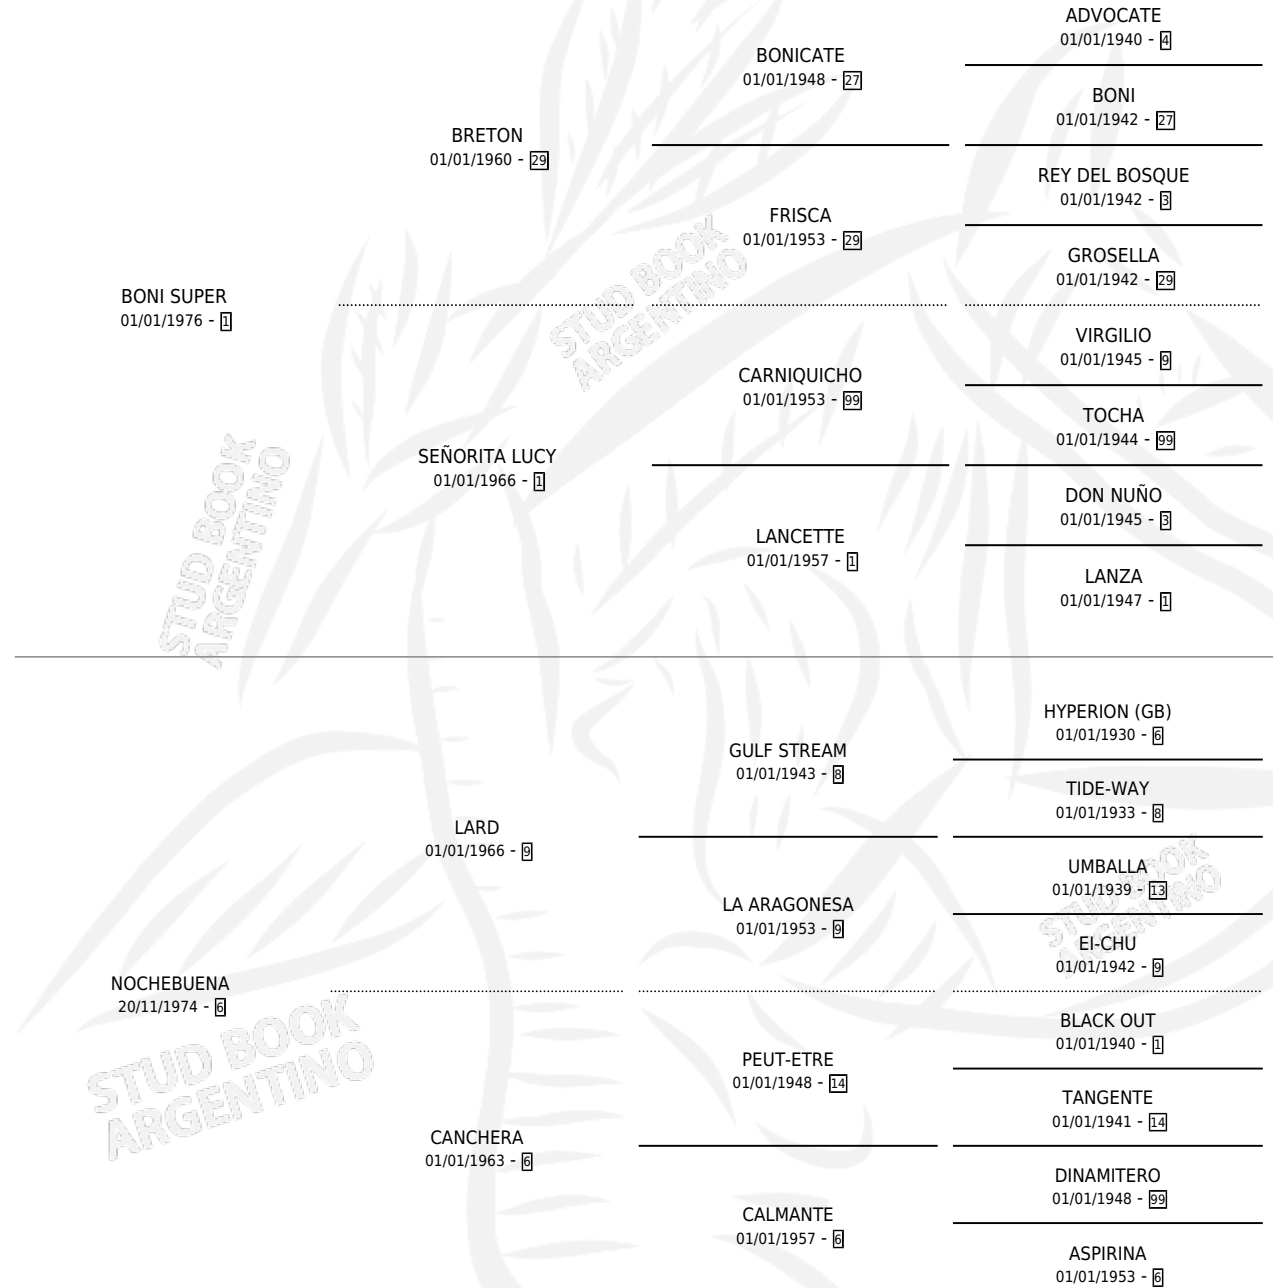 ADVOCATE
01/01/1940 - 4
BONICATE
01/01/1948 - 27
BONI
01/01/1942 - 27
BRETON
01/01/1960 - 29
REY DEL BOSQUE
01/01/1942 - 3
FRISCA
01/01/1953 - 29
GROSELLA
01/01/1942 - 29
BONI SUPER
01/01/1976 - 1
VIRGILIO
01/01/1945 - 9
CARNIQUICHO
01/01/1953 - 99
TOCHA
01/01/1944 - 99
SEÑORITA LUCY
01/01/1966 - 1
DON NUÑO
01/01/1945 - 3
LANCETTE
01/01/1957 - 1
LANZA
01/01/1947 - 1
HYPERION (GB)
01/01/1930 - 6
GULF STREAM
01/01/1943 - 8
TIDE-WAY
01/01/1933 - 8
LARD
01/01/1966 - 9
UMBALLA
01/01/1939 - 13
LA ARAGONESA
01/01/1953 - 9
EI-CHU
01/01/1942 - 9
NOCHEBUENA
20/11/1974 - 6
BLACK OUT
01/01/1940 - 1
PEUT-ETRE
01/01/1948 - 14
TANGENTE
01/01/1941 - 14
CANCHERA
01/01/1963 - 6
DINAMITERO
01/01/1948 - 99
CALMANTE
01/01/1957 - 6
ASPIRINA
01/01/1953 - 6
STUD BOOK
ARGENTINO
STUD BOOK
ARGENTINO
STUD BOOK
ARGENTINO
STUD BOOK
ARGENTINO